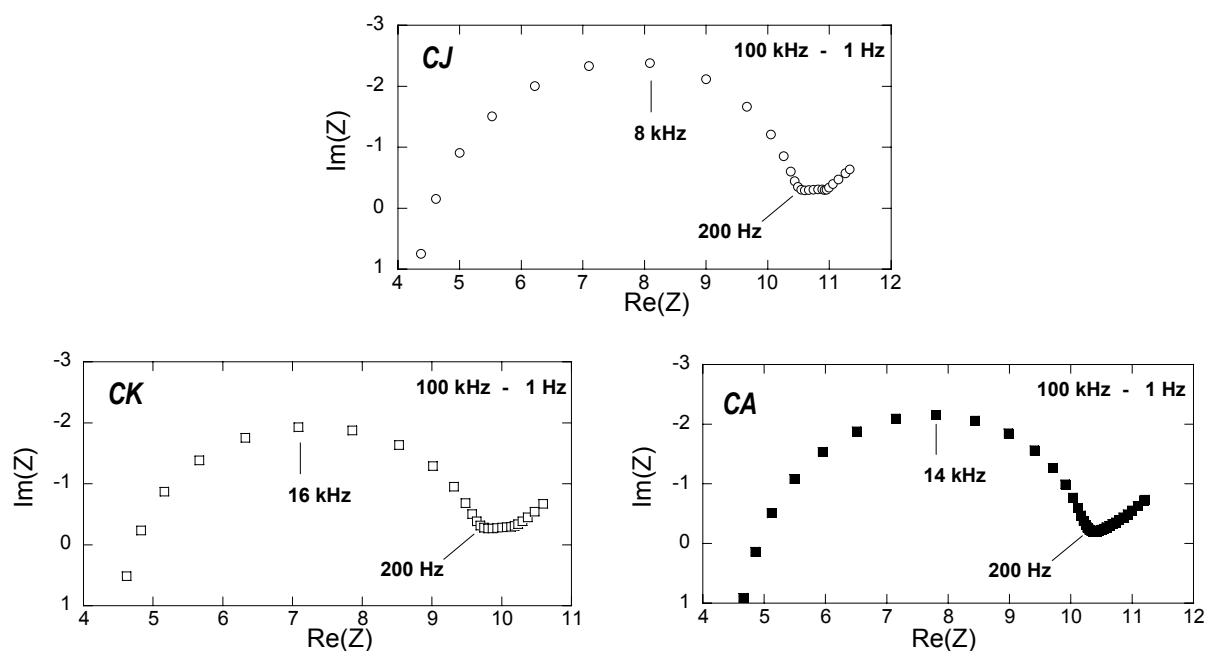 -3
CJ
100 kHz - 1 Hz
-2
8 kHz
-1
Im(Z)
0
200 Hz
1
4 5 6 7 8 9 10 11 12
Re(Z)
-3
CK
100 kHz - 1 Hz
-2
16 kHz
-1
Im(Z)
0
200 Hz
1
4 5 6 7 8 9 10 11
Re(Z)
-3
CA
100 kHz - 1 Hz
-2
14 kHz
-1
Im(Z)
0
200 Hz
1
4 5 6 7 8 9 10 11 12
Re(Z)